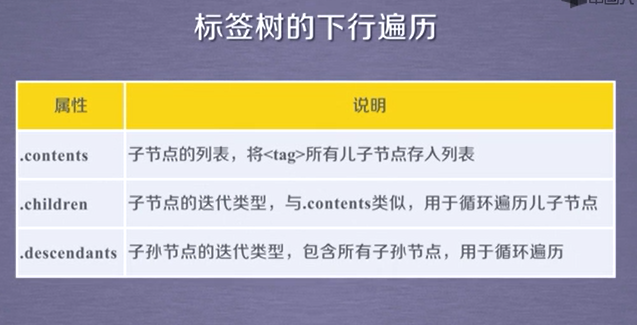 标签树的下行遍历
属性 说明
.contents 子节点的列表，将<tag>所有儿子节点存入列表
.children 子节点的迭代类型，与.contents类似，用于循环遍历儿子节点
.descendants 子孙节点的迭代类型，包含所有子孙节点，用于循环遍历